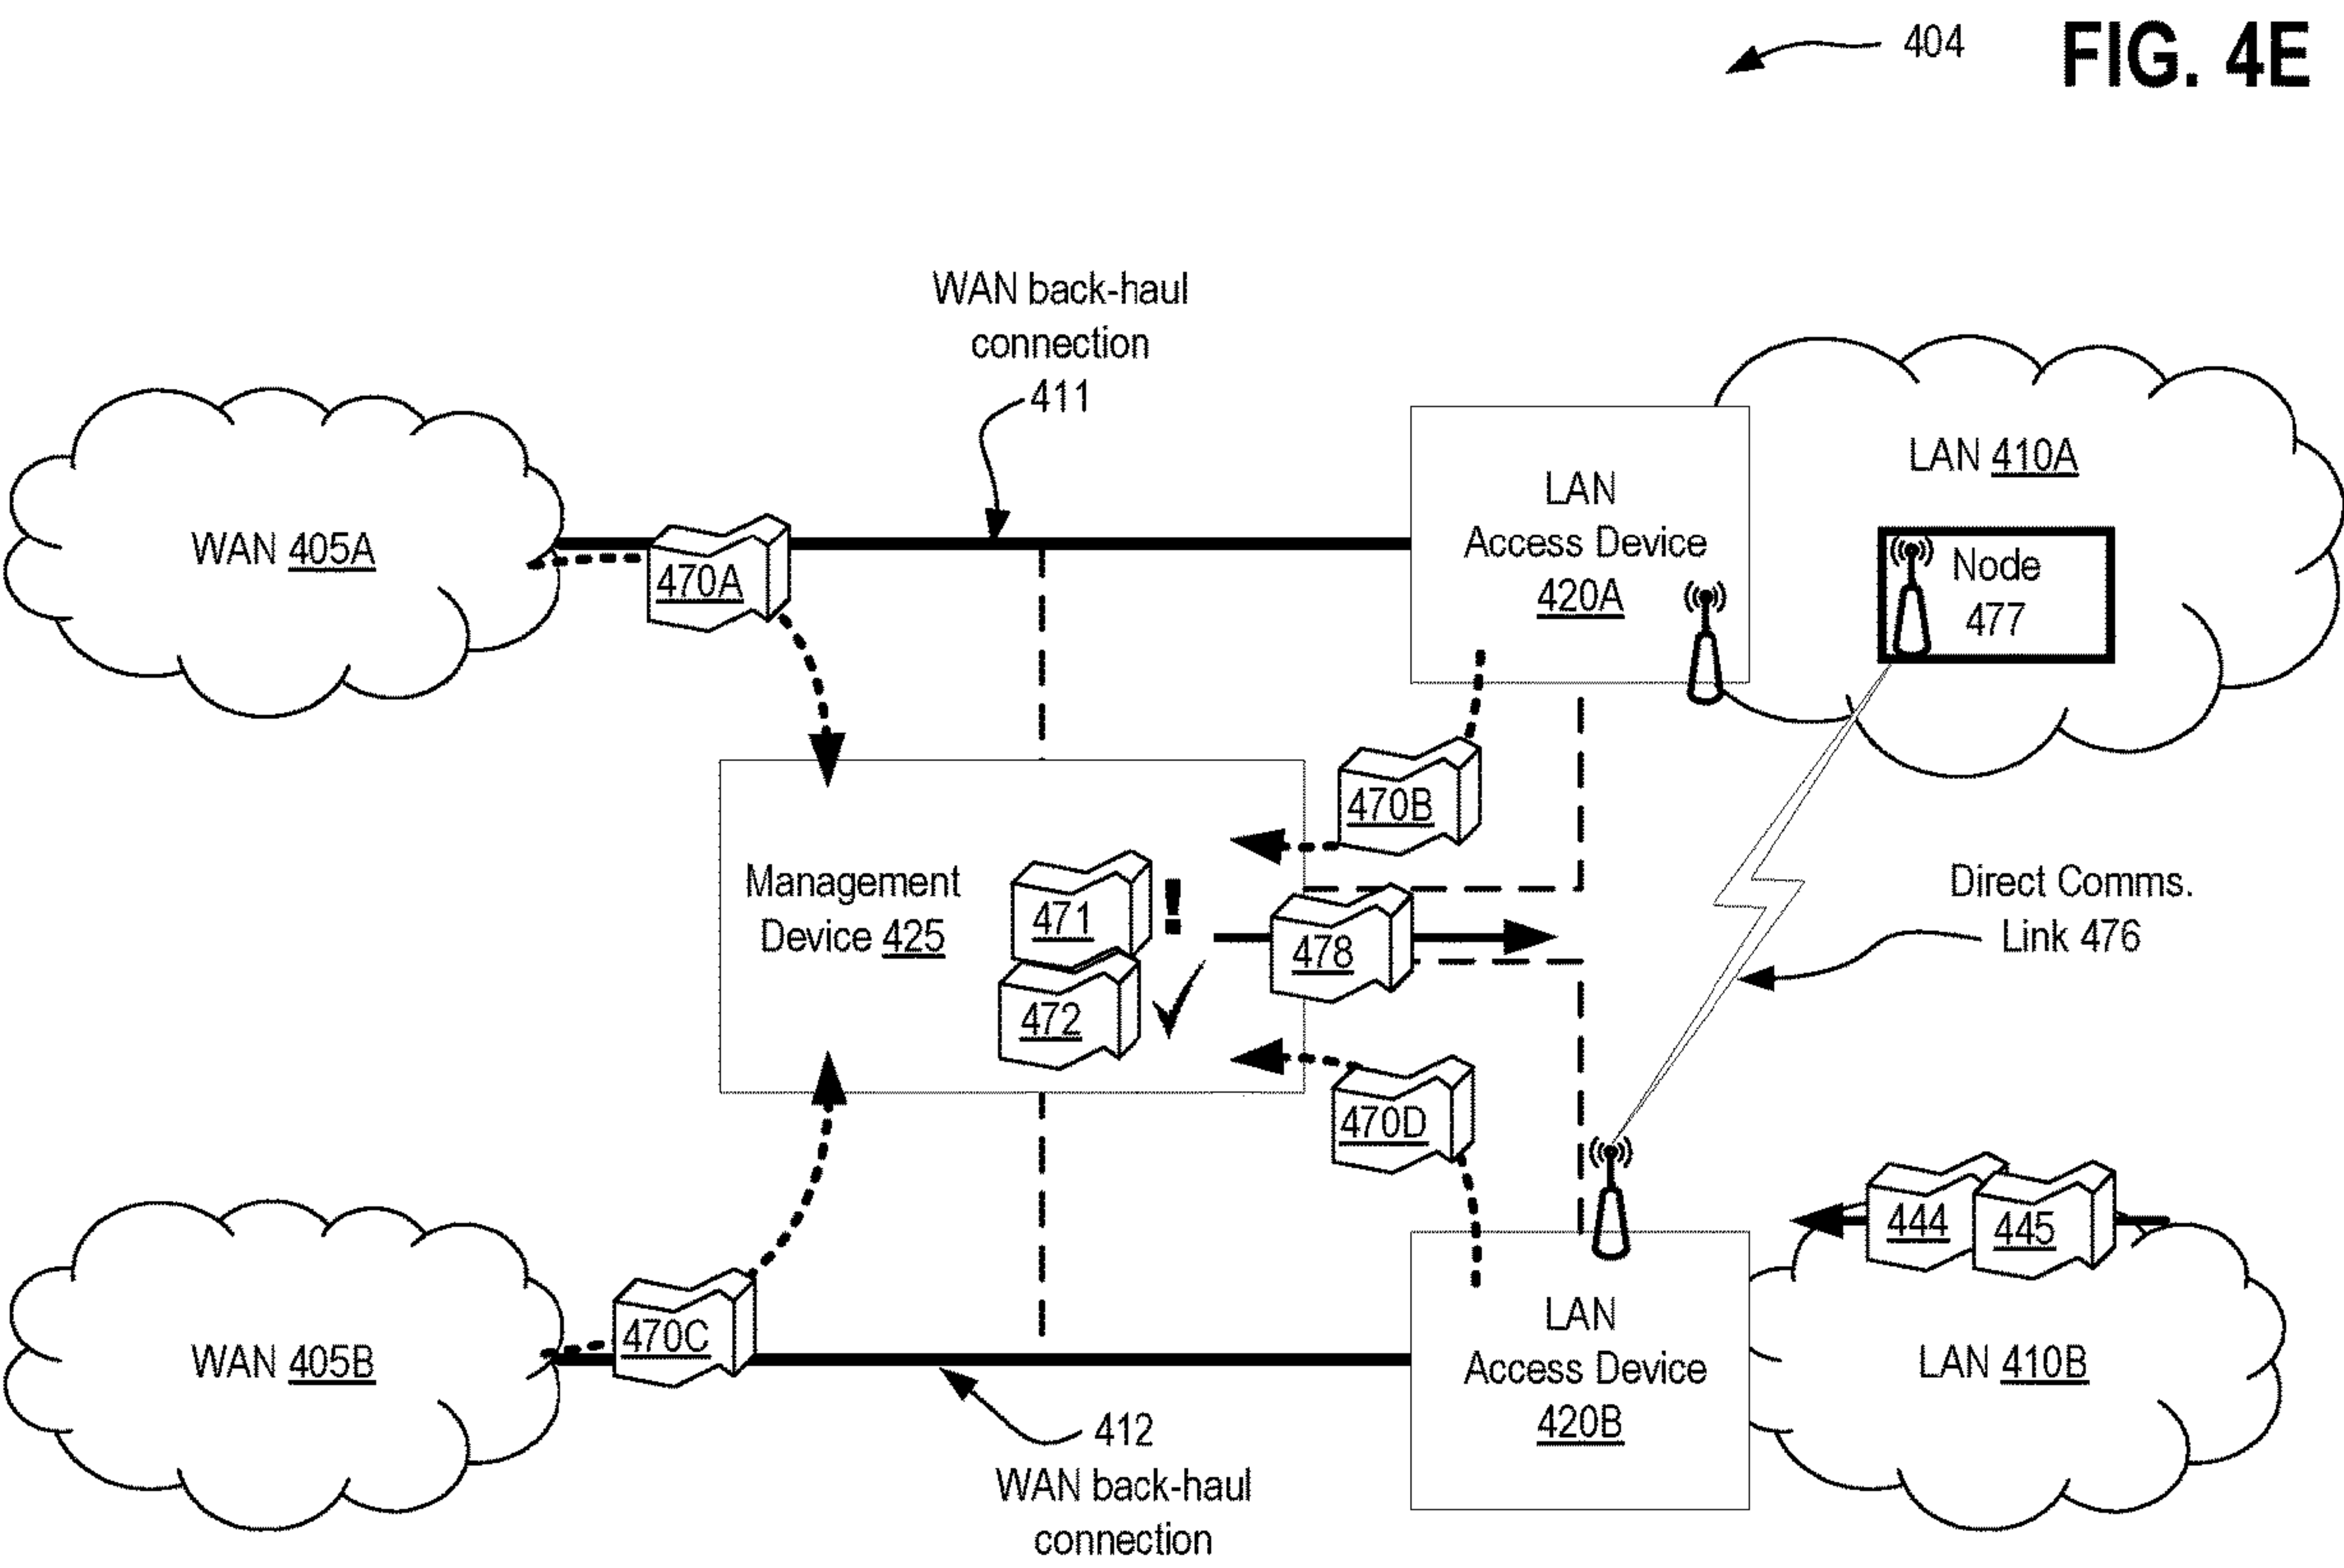 404
FIG. 4E
WAN back-haul
connection
411
WAN 405A
470A
LAN
Access Device
420A
LAN 410A
Node
477
470B
Management
Device 425
471
!
472
478
Direct Comms.
Link 476
470D
444
445
WAN 405B
470C
LAN
Access Device
420B
LAN 410B
412
WAN back-haul
connection